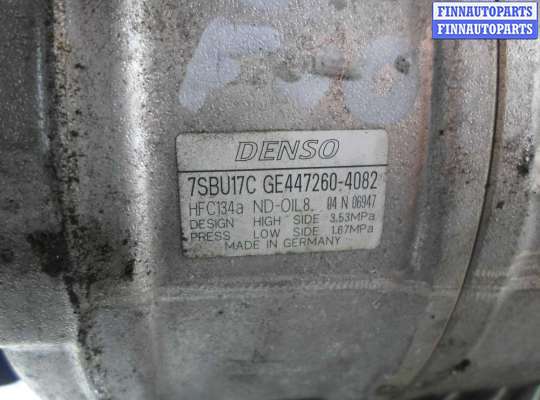 FINNAUTOPARTS
FINNAUTOPARTS
DENSO
7SBU17C GE447260-4082
HFC134a ND-OIL8 04 N 06947
DESIGN HIGH SIDE 3.53MPa
PRESS LOW SIDE 1.67MPa
MADE IN GERMANY